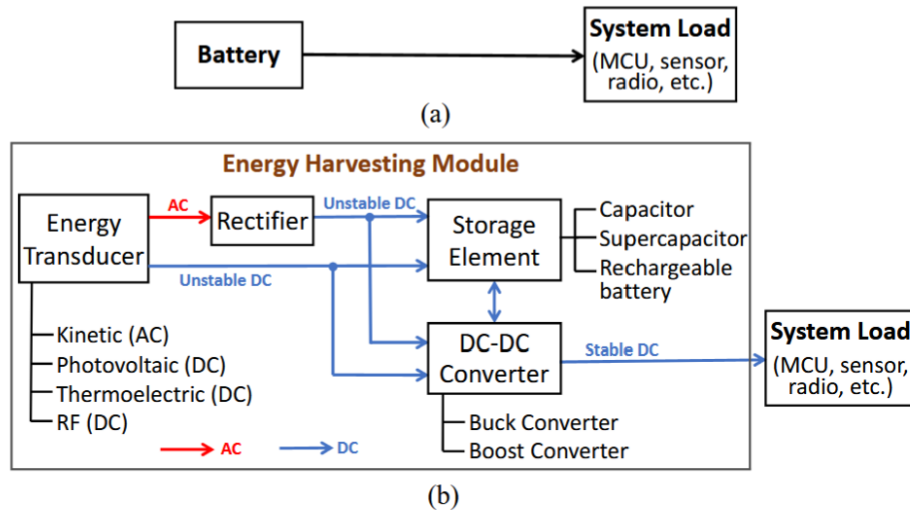 Battery
System Load
(MCU, sensor,
radio, etc.)
(a)
Energy Harvesting Module
Energy
Transducer
AC
Rectifier
Unstable DC
Unstable DC
Storage
Element
Capacitor
Supercapacitor
Rechargeable
battery
Kinetic (AC)
Photovoltaic (DC)
Thermoelectric (DC)
RF (DC)
DC-DC
Converter
Stable DC
System Load
(MCU, sensor,
radio, etc.)
Buck Converter
Boost Converter
AC
DC
(b)